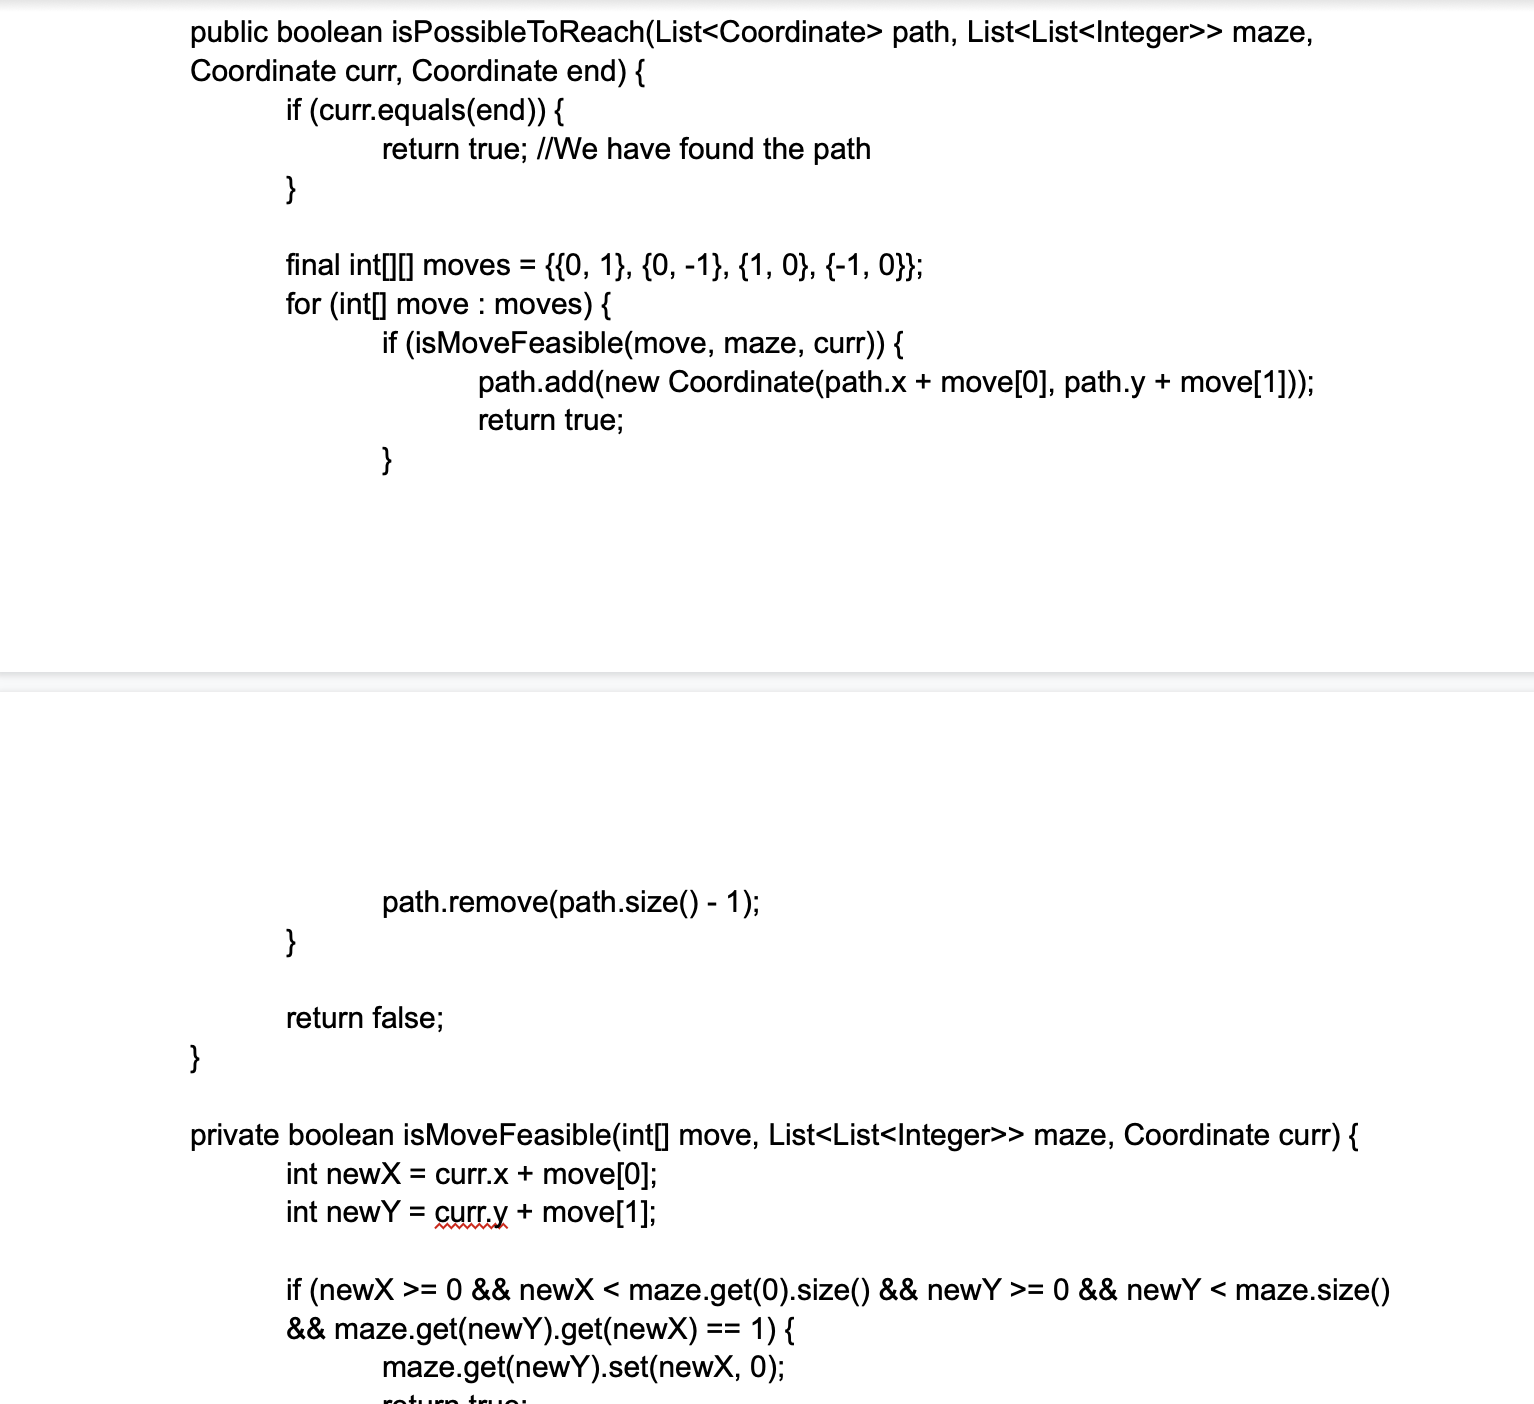 public boolean isPossibleToReach(List<Coordinate> path, List<List<Integer>> maze,
Coordinate curr, Coordinate end) {
if (curr.equals(end)) {
return true; //We have found the path
}
final int[][] moves = {{0, 1}, {0, -1}, {1, 0}, {-1, 0}};
for (int[] move : moves) {
if (isMoveFeasible(move, maze, curr)) {
path.add(new Coordinate(path.x + move[0], path.y + move[1]));
return true;
}
path.remove(path.size() - 1);
}
return false;
}
private boolean isMoveFeasible(int[] move, List<List<Integer>> maze, Coordinate curr) {
int newX = curr.x + move[0];
int newY = curr.y + move[1];
if (newX >= 0 && newX < maze.get(0).size() && newY >= 0 && newY < maze.size()
&& maze.get(newY).get(newX) == 1) {
maze.get(newY).set(newX, 0);
return true;